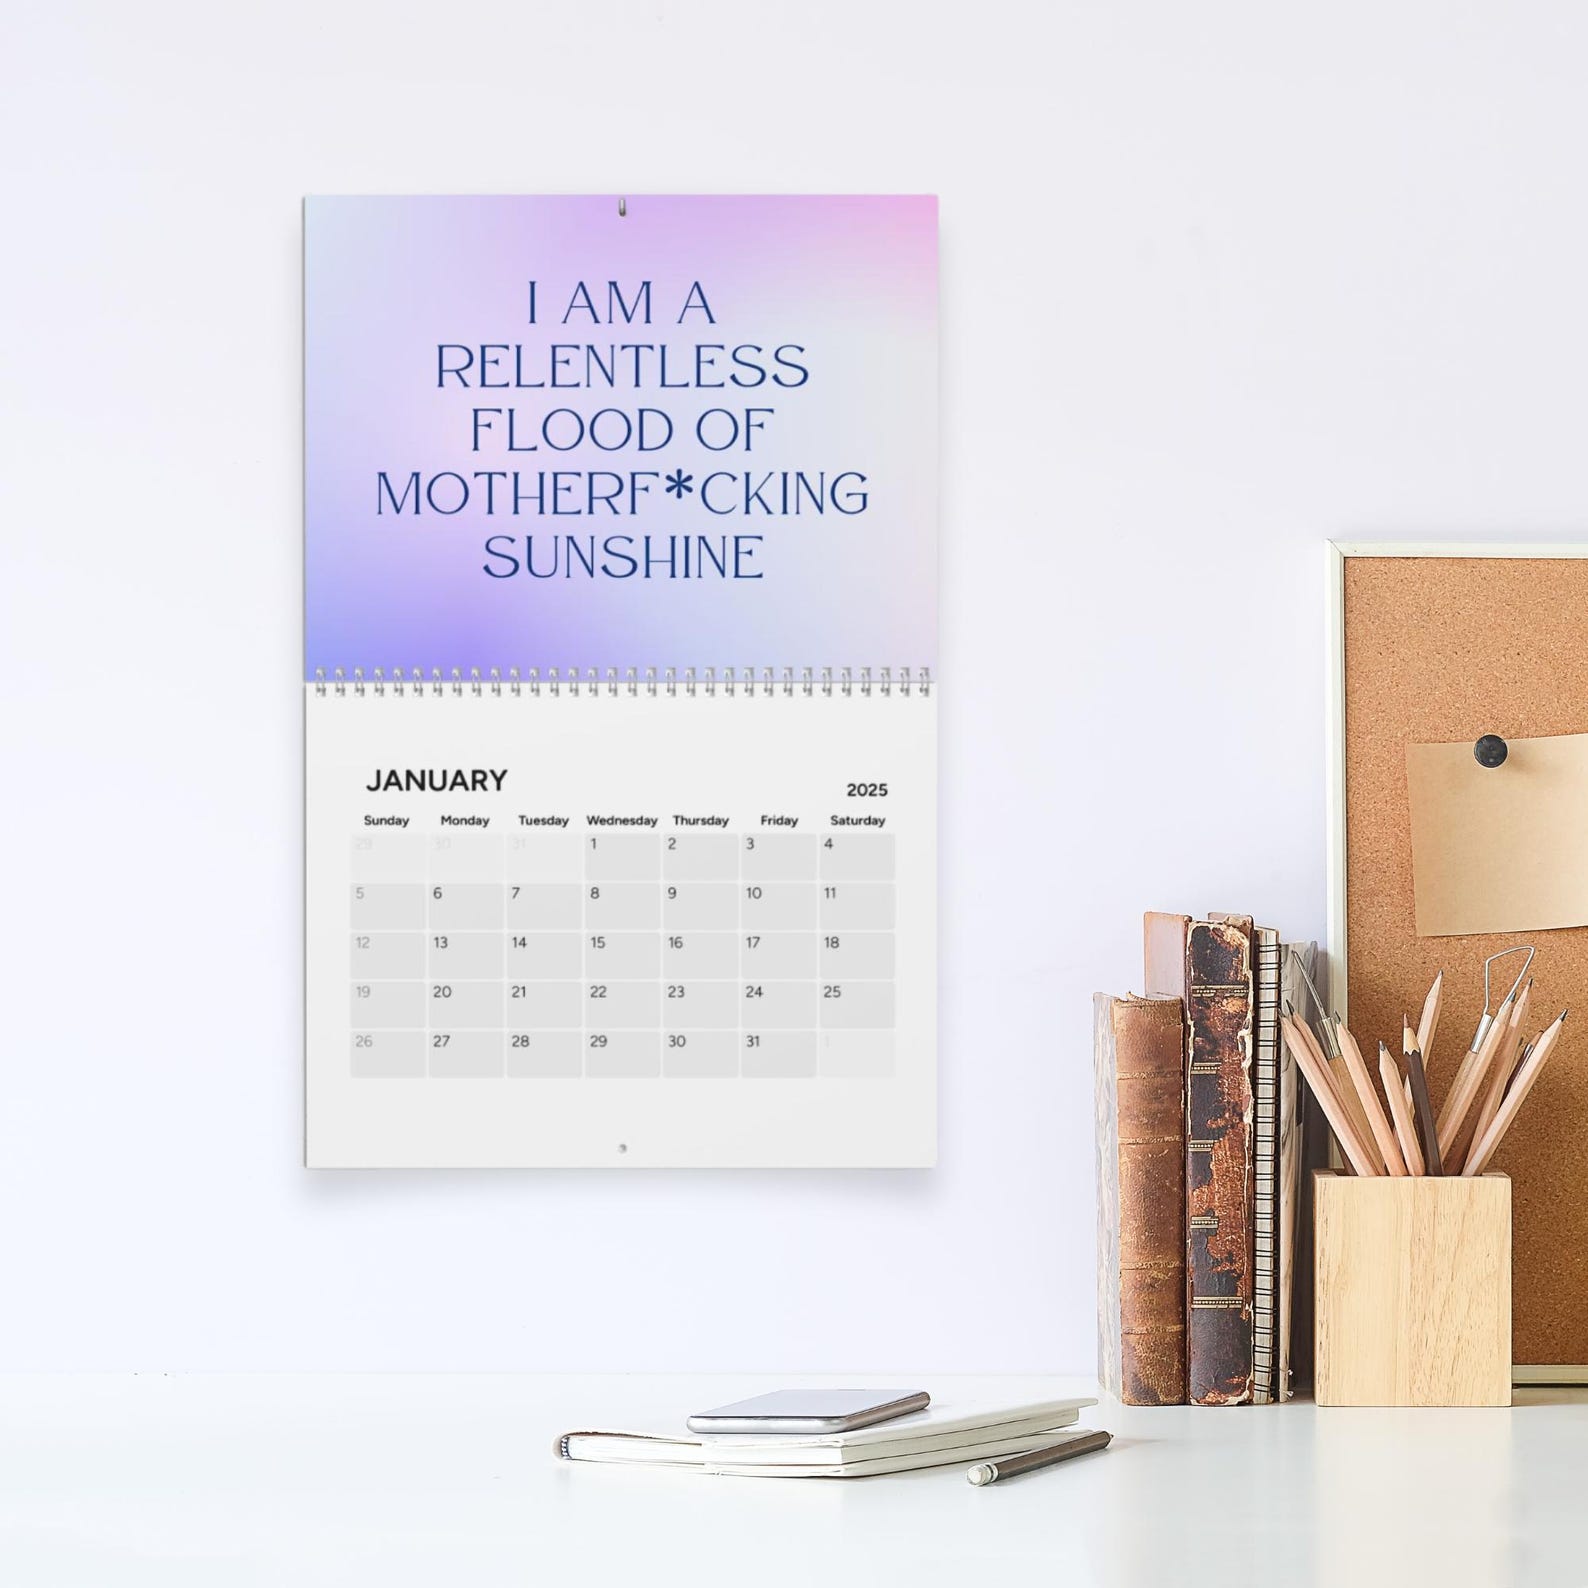 I AM A
RELENTLESS
FLOOD OF
MOTHERF*CKING
SUNSHINE
JANUARY 2025
Sunday Monday Tuesday Wednesday Thursday Friday Saturday
29 30 31 1 2 3 4
5 6 7 8 9 10 11
12 13 14 15 16 17 18
19 20 21 22 23 24 25
26 27 28 29 30 31 1